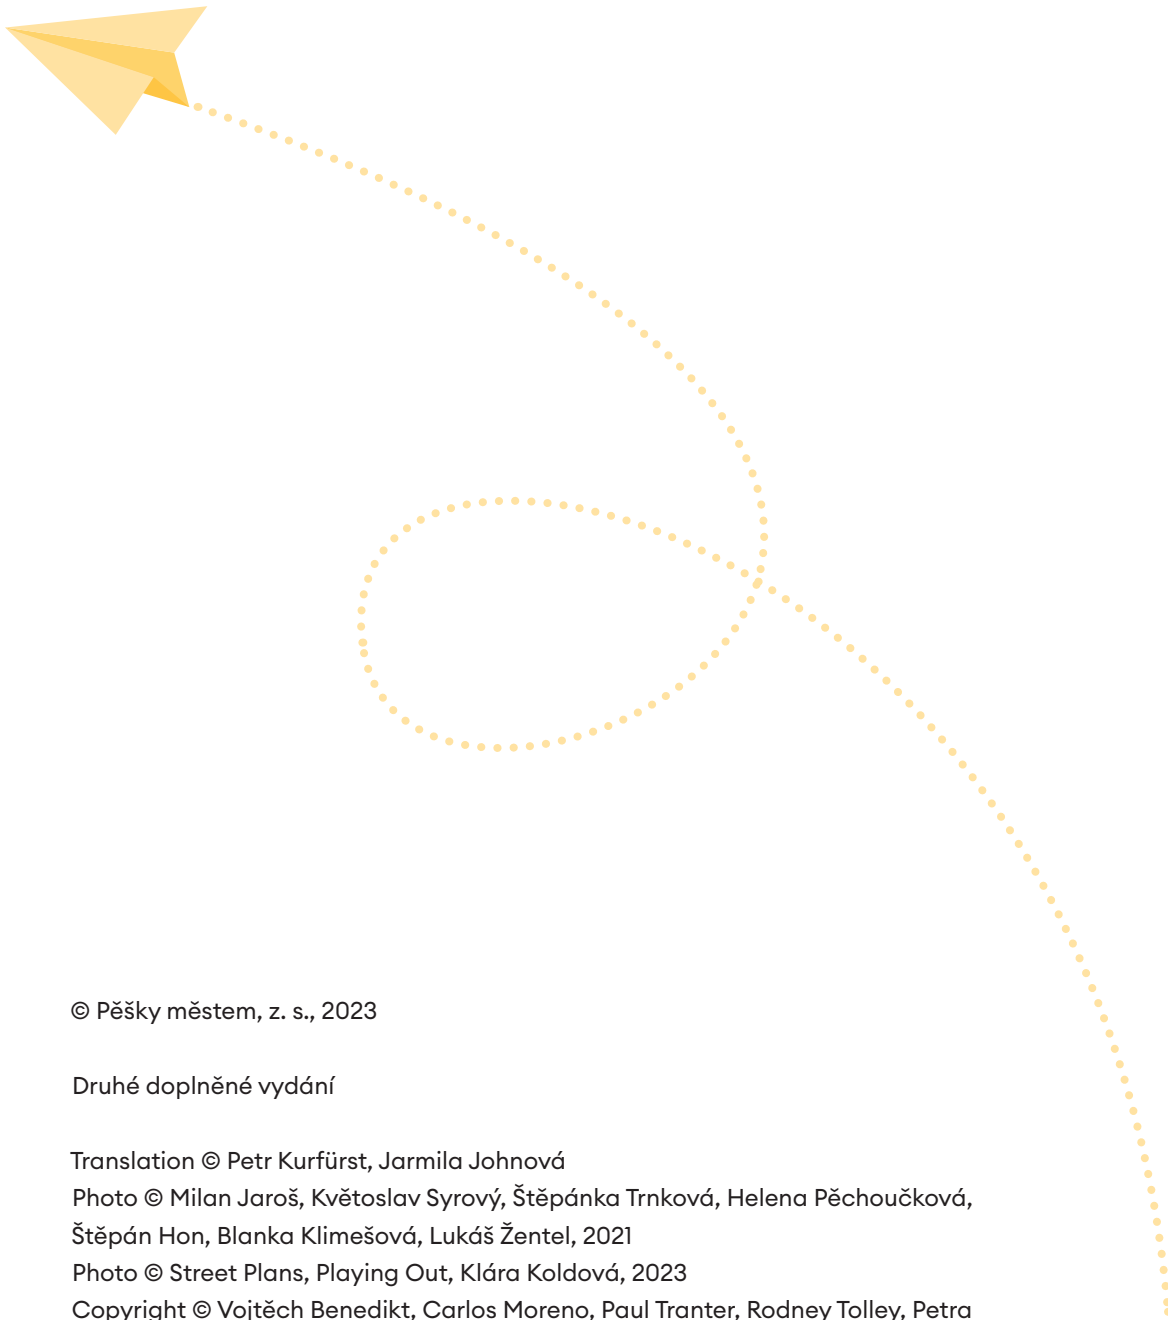 © Pěšky městem, z. s., 2023
Druhé doplněné vydání
Translation © Petr Kurfürst, Jarmila Johnová
Photo © Milan Jaroš, Květoslav Syrový, Štěpánka Trnková, Helena Pěchoučková,
Štěpán Hon, Blanka Klimešová, Lukáš Žentel, 2021
Photo © Street Plans, Playing Out, Klára Koldová, 2023
Copyright © Vojtěch Benedikt, Carlos Moreno, Paul Tranter, Rodney Tolley, Petra